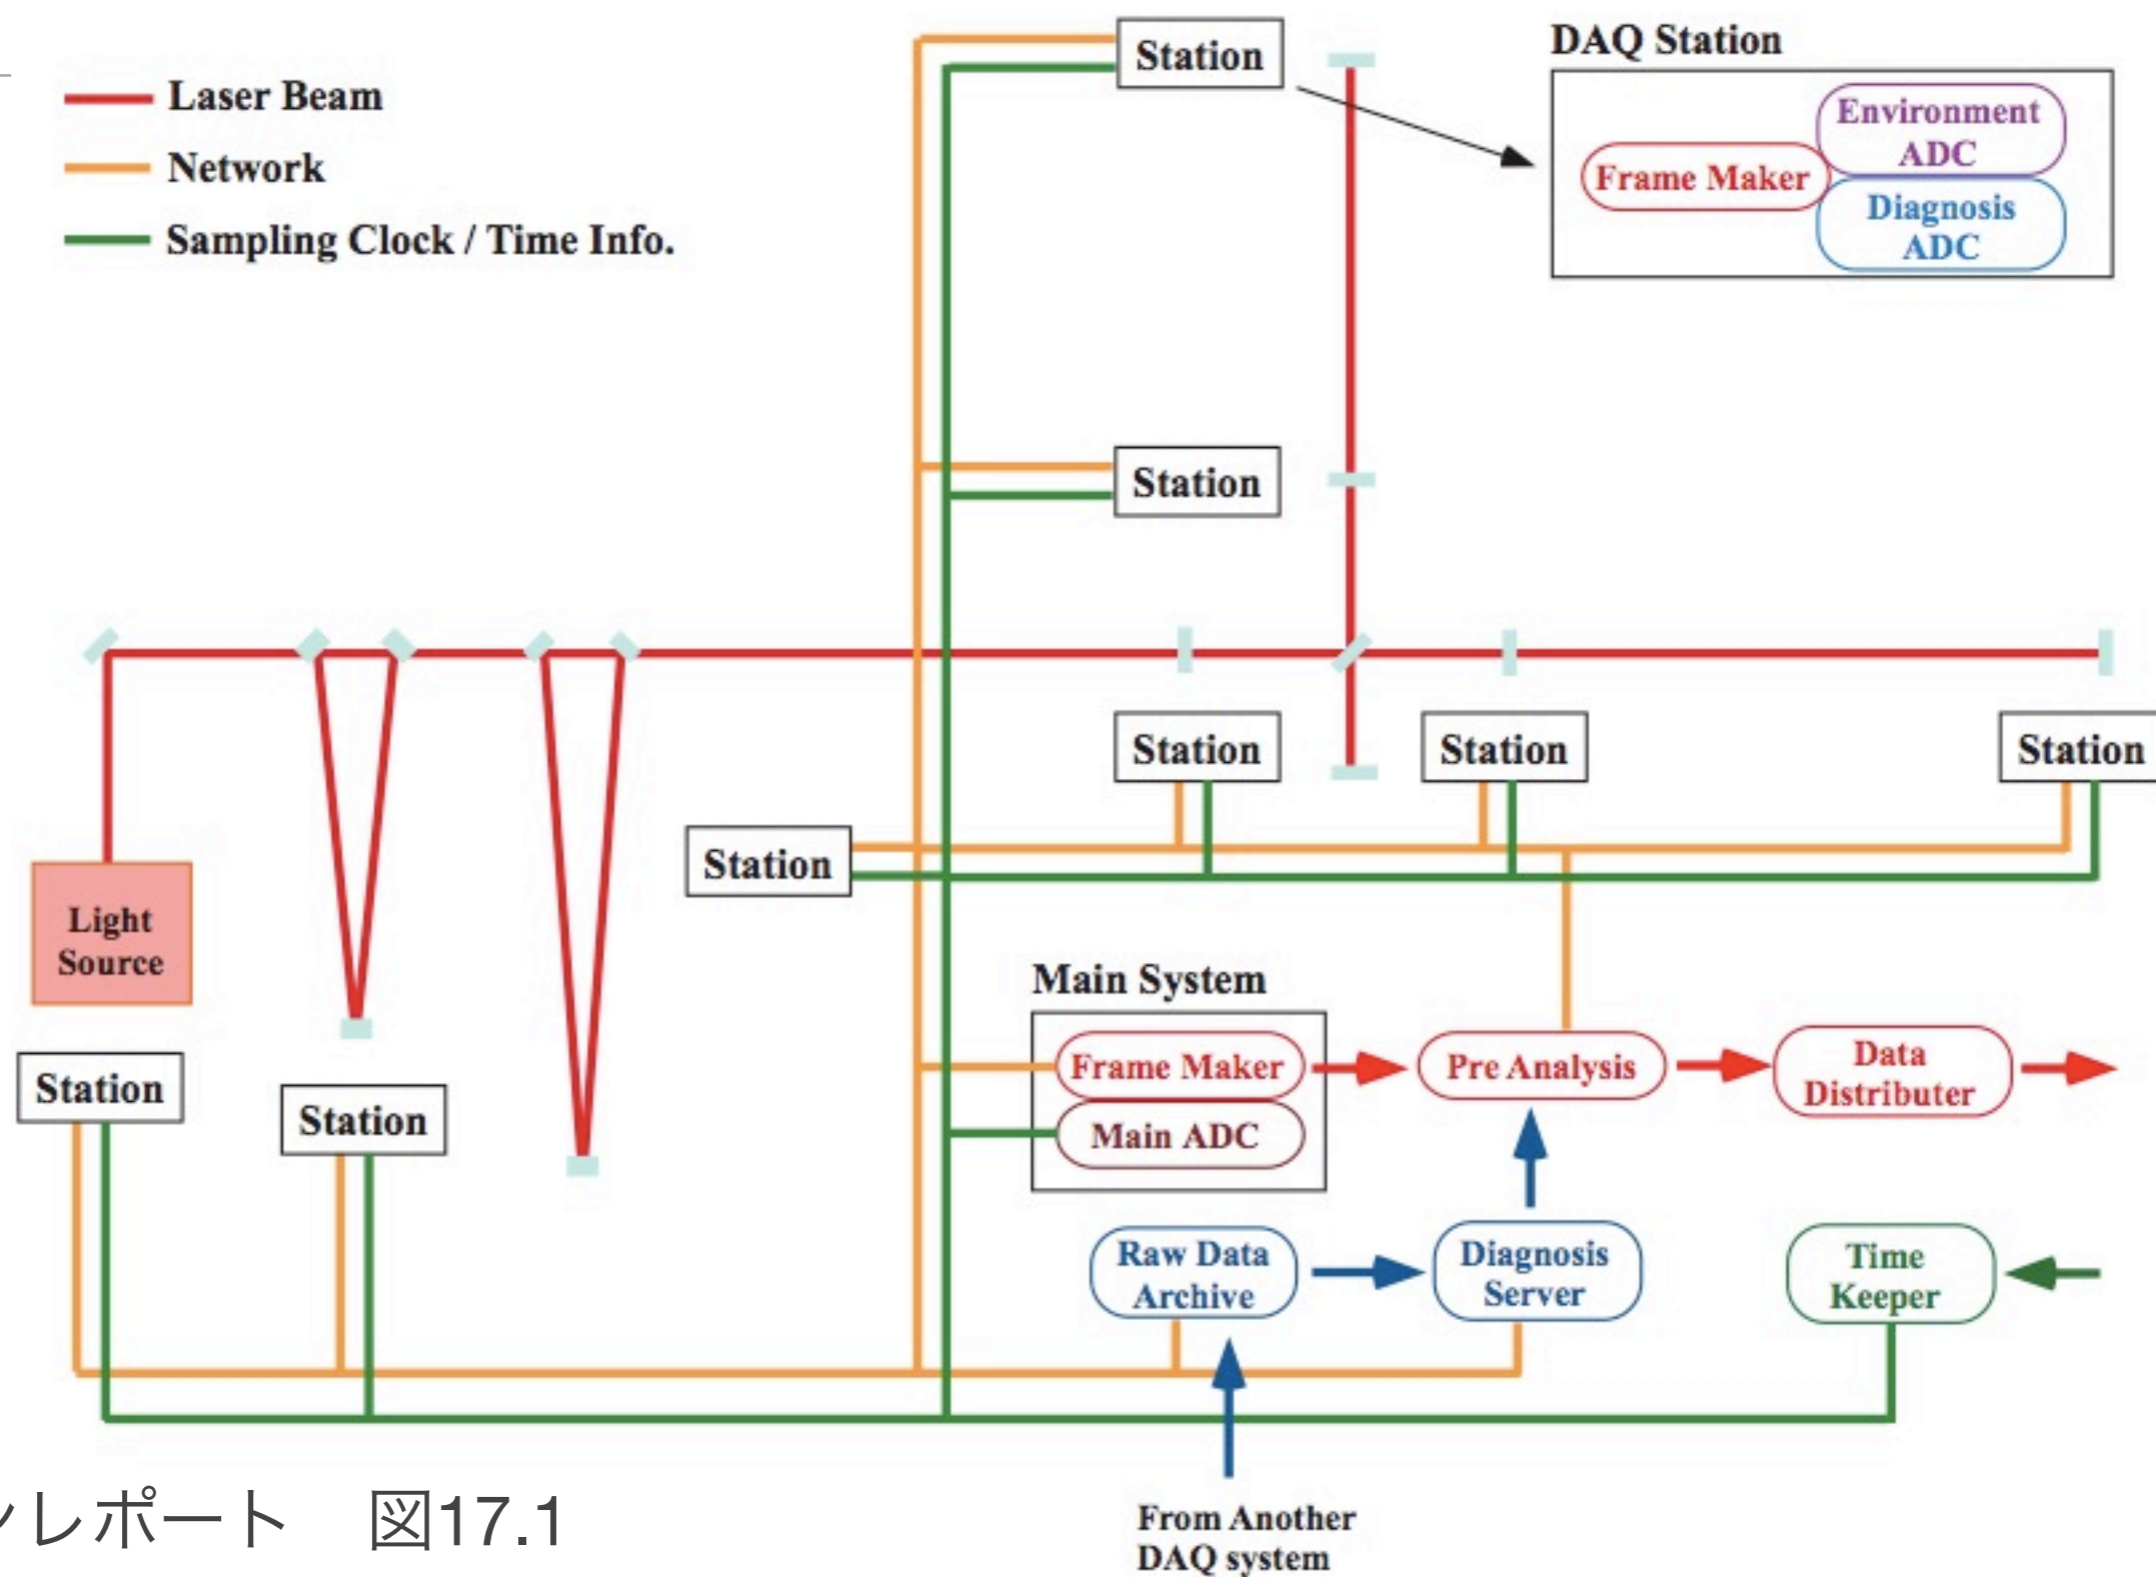 Laser Beam
Network
Sampling Clock / Time Info.
Station
DAQ Station
Environment
ADC
Frame Maker
Diagnosis
ADC
Station
Station
Station
Station
Station
Light
Source
Station
Station
Main System
Frame Maker
Main ADC
Pre Analysis
Data
Distributer
Raw Data
Archive
Diagnosis
Server
Time
Keeper
From Another
DAQ system
レポート　図17.1